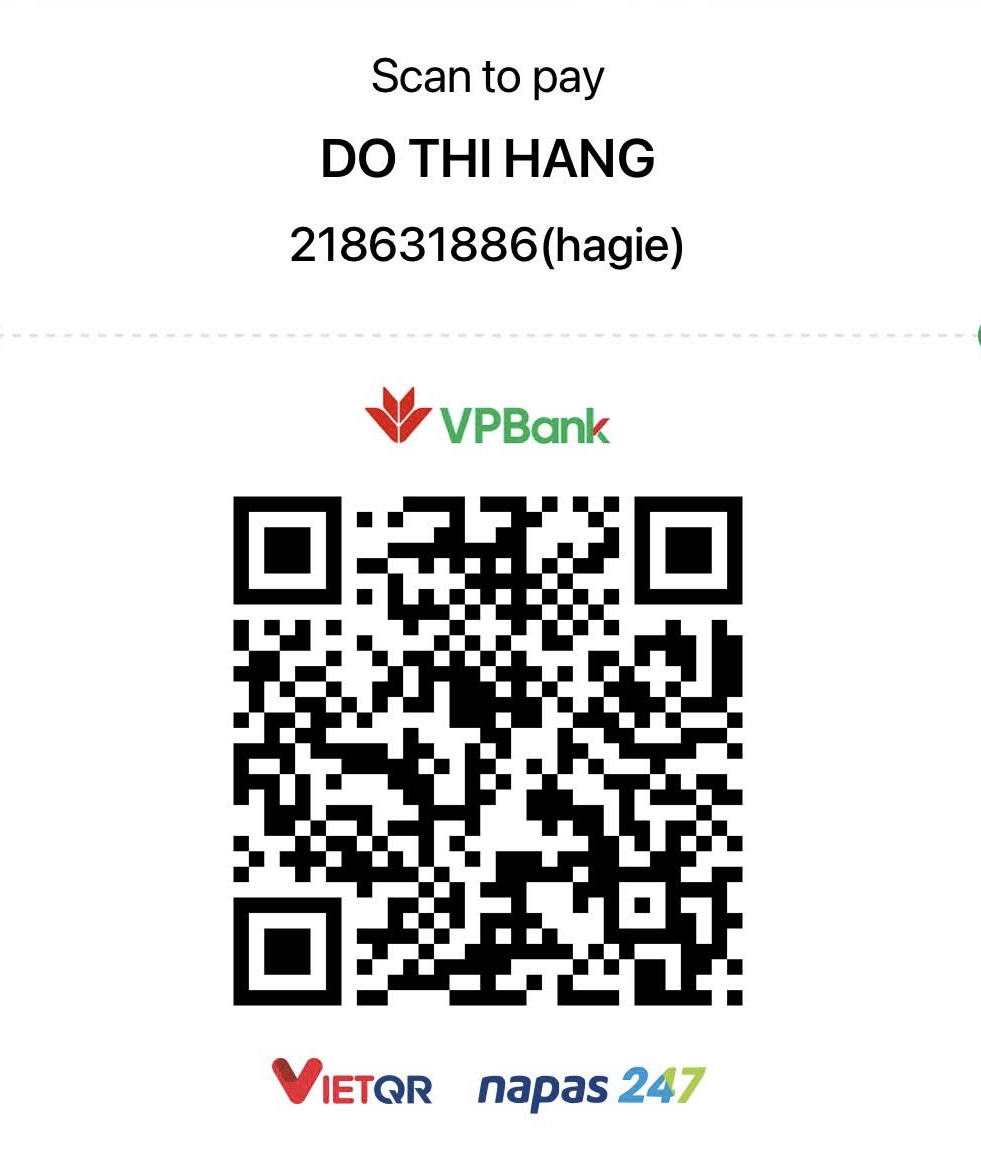 Scan to pay
DO THI HANG
218631886(hagie)
VPBank
VIETQR napas 247